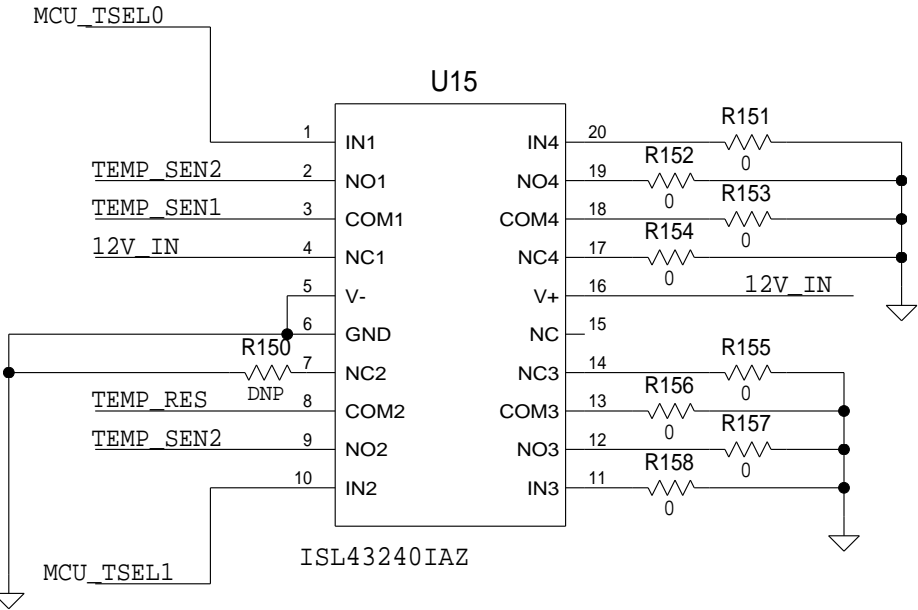 MCU_TSEL0
U15
R151
1 IN1 IN4 20
0
R152
TEMP_SEN2 2 NO1 NO4 19
0
R153
TEMP_SEN1 3 COM1 COM4 18
0
R154
12V_IN 4 NC1 NC4 17
0
5 V- V+ 16 12V_IN
6 GND NC 15
R150 R155
7 NC2 NC3 14
DNP 0
R156
TEMP_RES 8 COM2 COM3 13
0
R157
TEMP_SEN2 9 NO2 NO3 12
0
R158
10 IN2 IN3 11
0
ISL43240IAZ
MCU_TSEL1